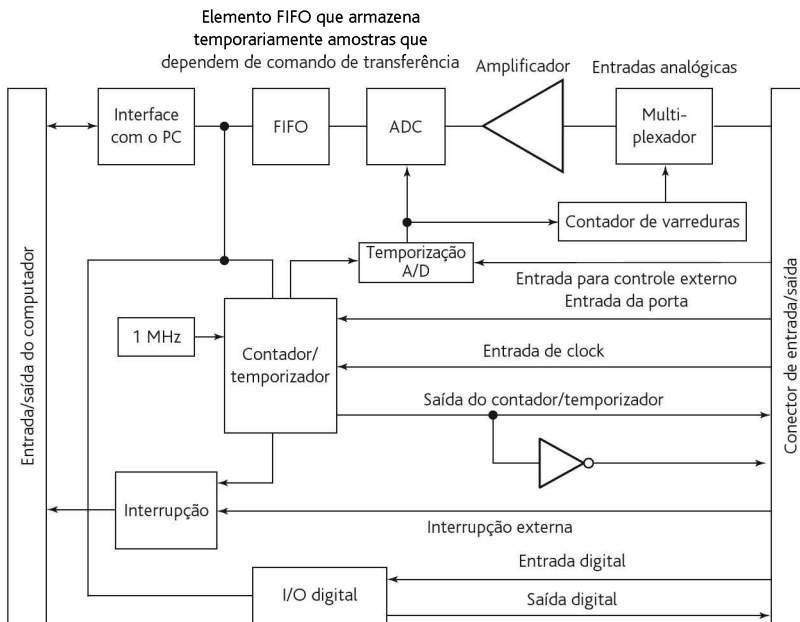 Elemento FIFO que armazena
temporariamente amostras que
dependem de comando de transferência
Amplificador
Entradas analógicas
Interface
com o PC
FIFO
ADC
Multi-
plexador
Contador de varreduras
Temporização
A/D
Entrada para controle externo
Entrada da porta
1 MHz
Contador/
temporizador
Entrada de clock
Saída do contador/temporizador
Interrupção
Interrupção externa
Entrada digital
I/O digital
Saída digital
Entrada/saída do computador
Conector de entrada/saída